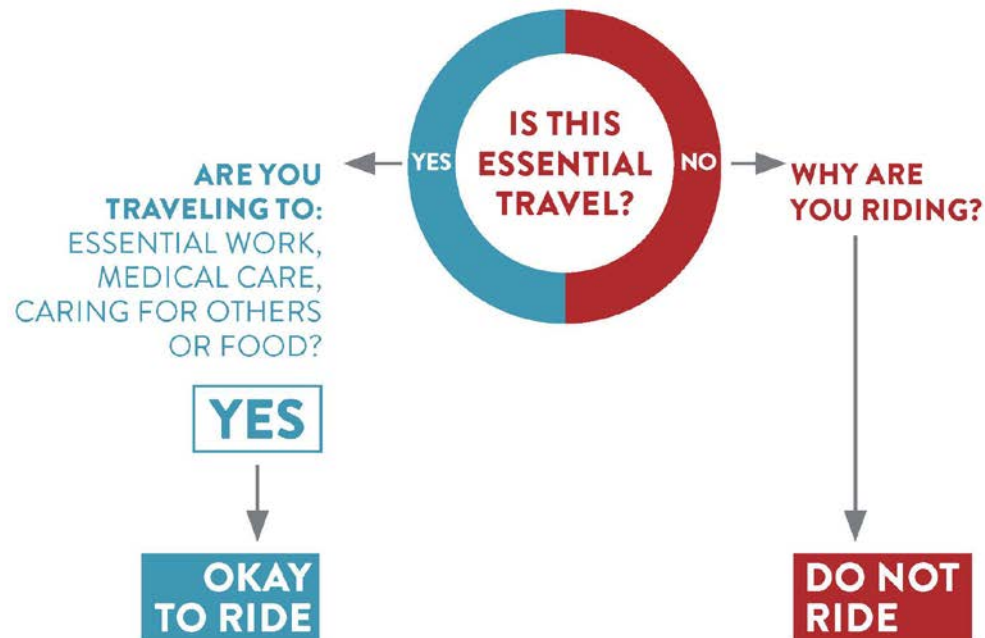 IS THIS
ESSENTIAL
TRAVEL?
YES
NO
ARE YOU
TRAVELING TO:
ESSENTIAL WORK,
MEDICAL CARE,
CARING FOR OTHERS
OR FOOD?
YES
OKAY
TO RIDE
WHY ARE
YOU RIDING?
DO NOT
RIDE